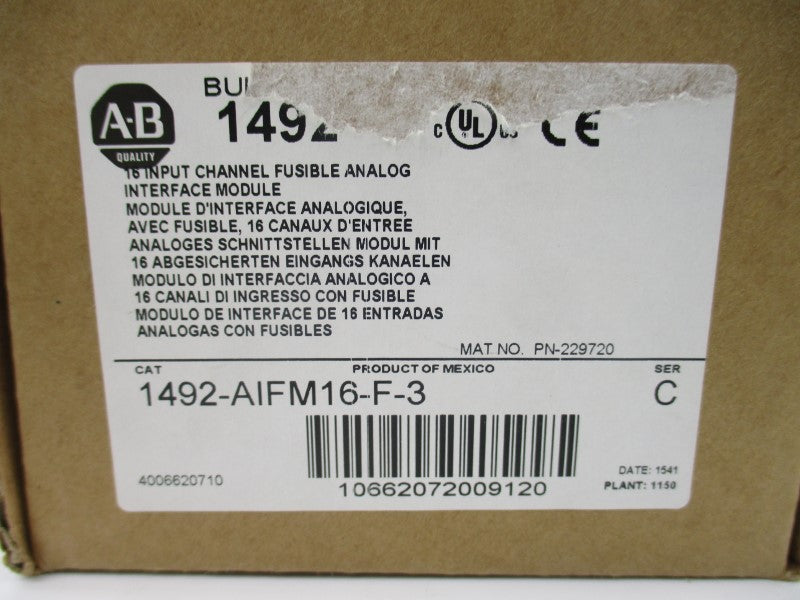 A-B
QUALITY
BUL
1492
C UL US CE
16 INPUT CHANNEL FUSIBLE ANALOG
INTERFACE MODULE
MODULE D'INTERFACE ANALOGIQUE,
AVEC FUSIBLE, 16 CANAUX D'ENTREE
ANALOGES SCHNITTSTELLEN MODUL MIT
16 ABGESICHERTEN EINGANGS KANAELEN
MODULO DI INTERFACCIA ANALOGICO A
16 CANALI DI INGRESSO CON FUSIBLE
MODULO DE INTERFACE DE 16 ENTRADAS
ANALOGAS CON FUSIBLES
MAT NO. PN-229720
CAT PRODUCT OF MEXICO SER
1492-AIFM16-F-3 C
4006620710
10662072009120
DATE: 1541
PLANT: 1150